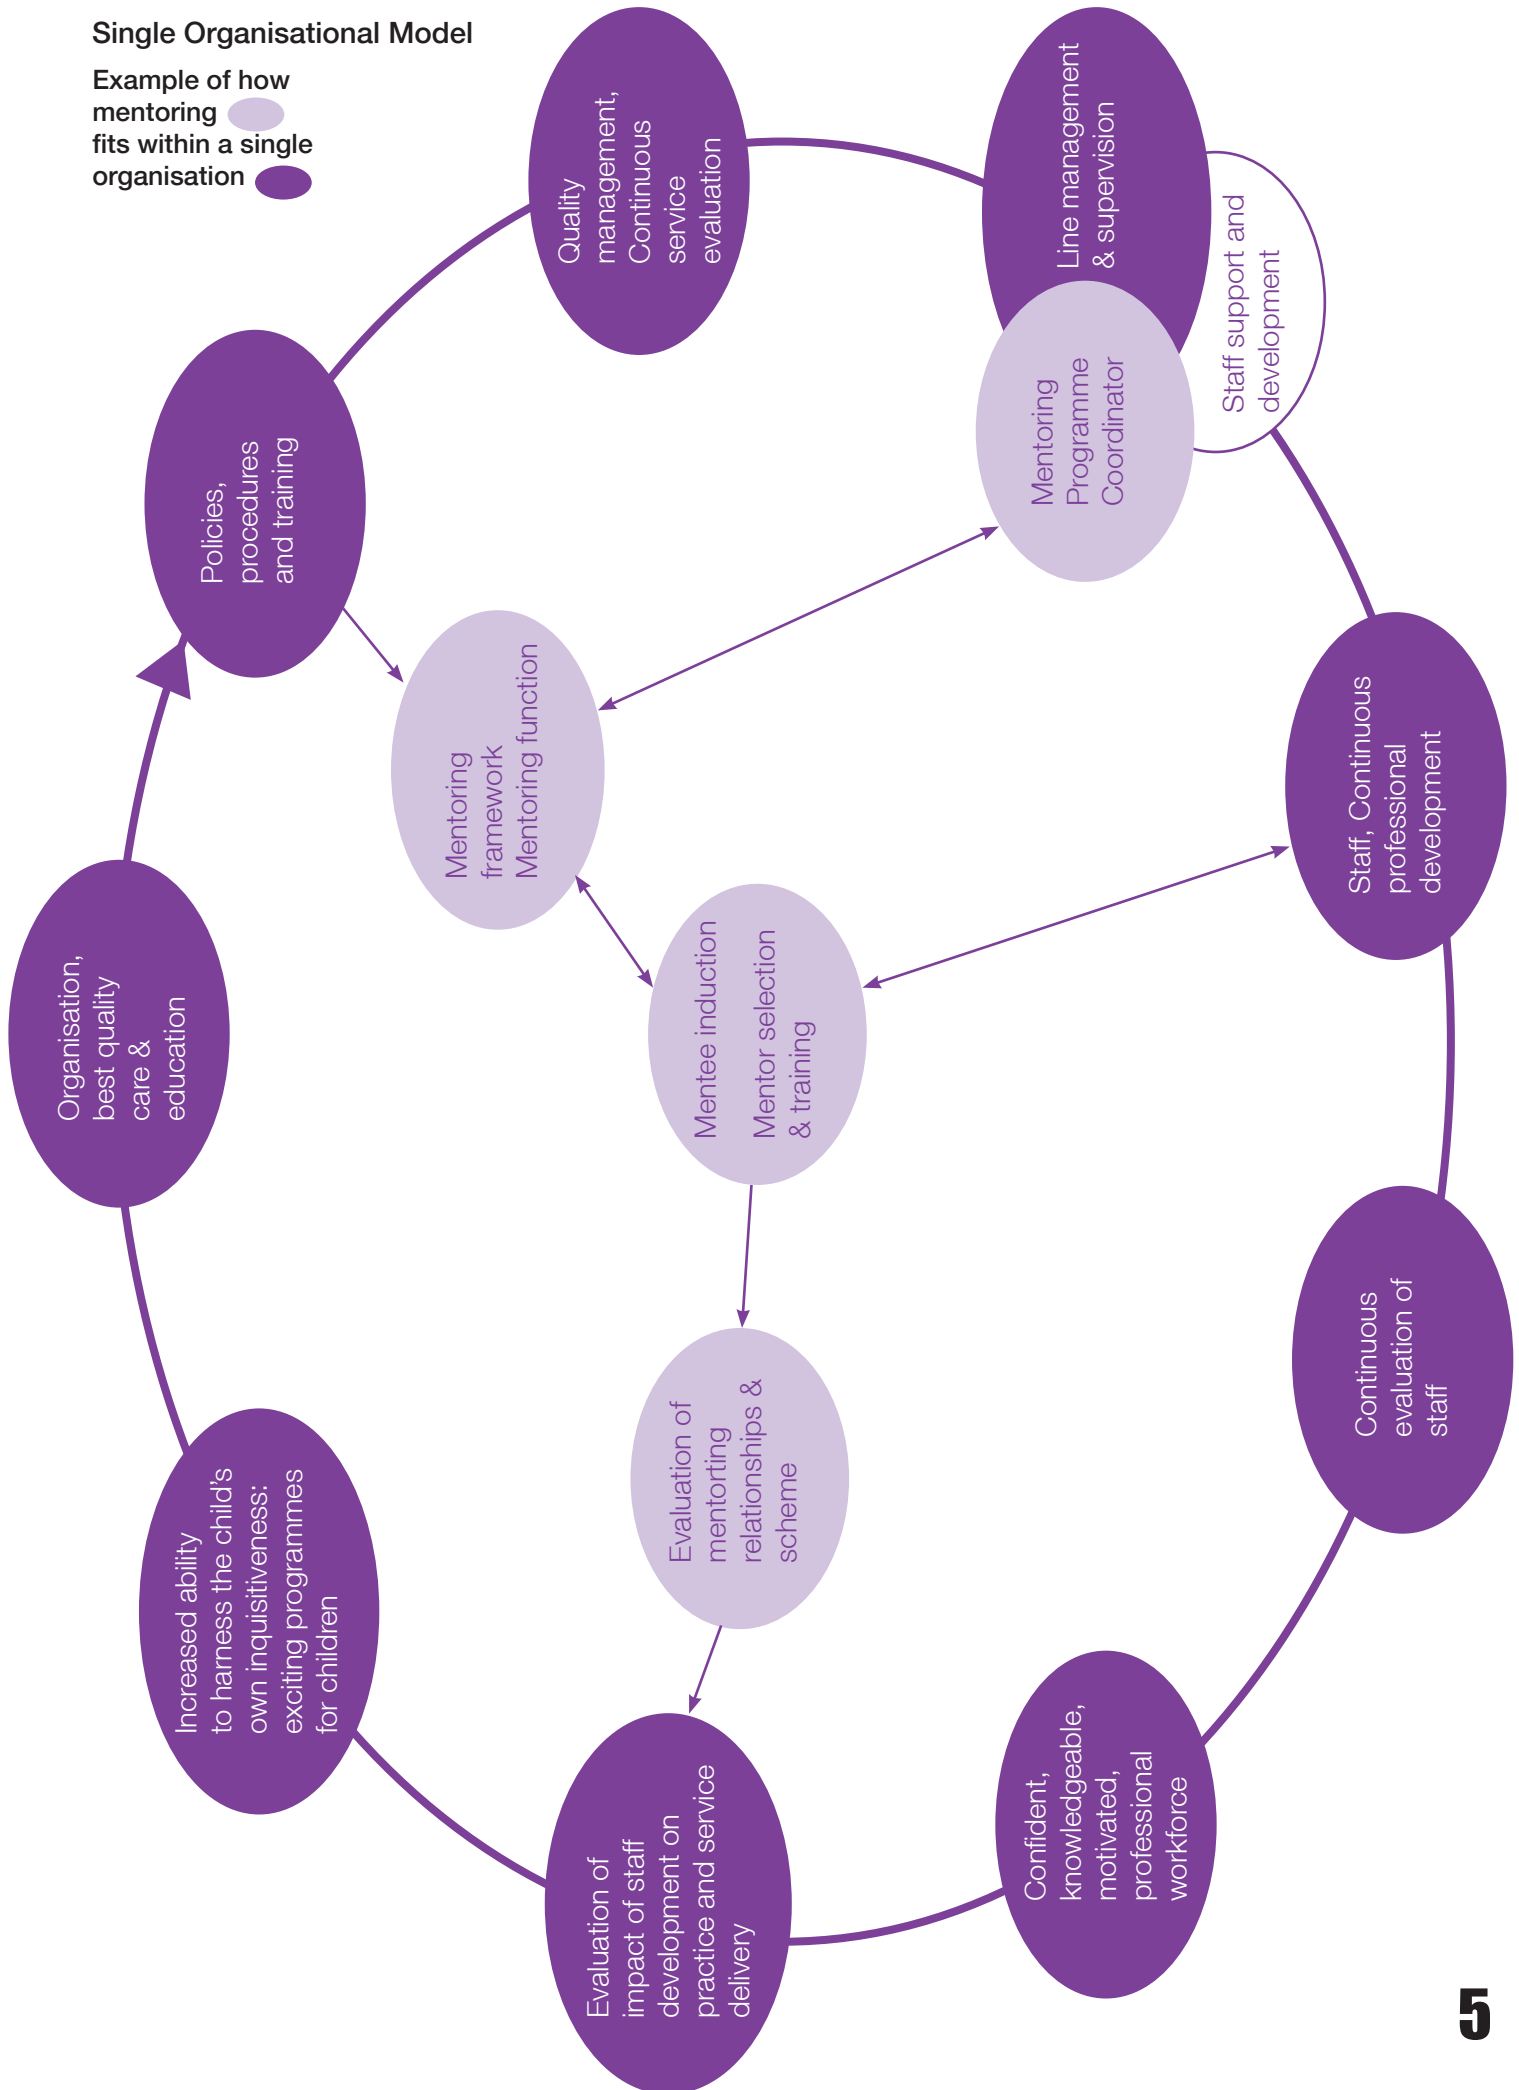 Single Organisational Model
Example of how
mentoring
fits within a single
organisation
Quality
management,
Continuous
service
evaluation
Line management
& supervision
Staff support and
development
Mentoring
Programme
Coordinator
Policies,
procedures
and training
Mentoring
framework
Mentoring function
Staff, Continuous
professional
development
Organisation,
best quality
care &
education
Mentee induction
Mentor selection
& training
Continuous
evaluation of
staff
Evaluation of
mentorting
relationships &
scheme
Increased ability
to harness the child's
own inquisitiveness:
exciting programmes
for children
Confident,
knowledgeable,
motivated,
professional
workforce
Evaluation of
impact of staff
development on
practice and service
delivery
5